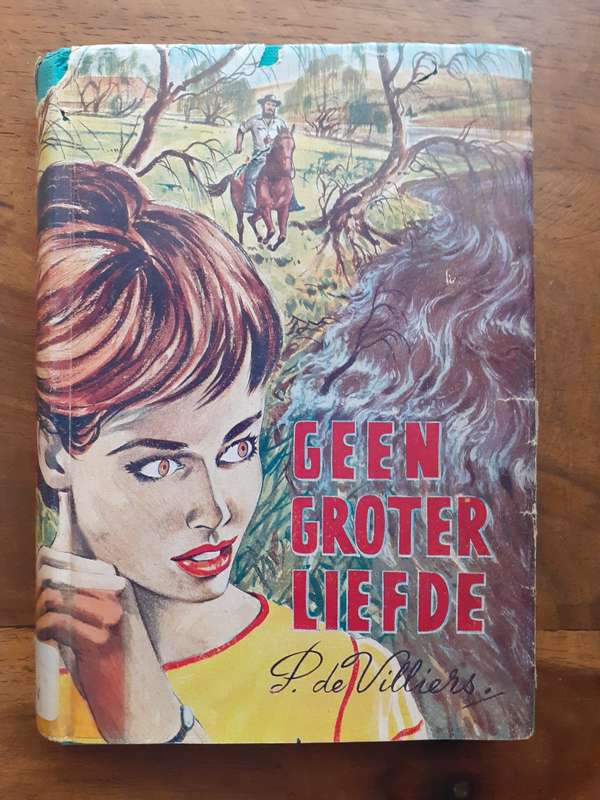 GEEN
GROTER
LIEFDE
P. de Villiers.